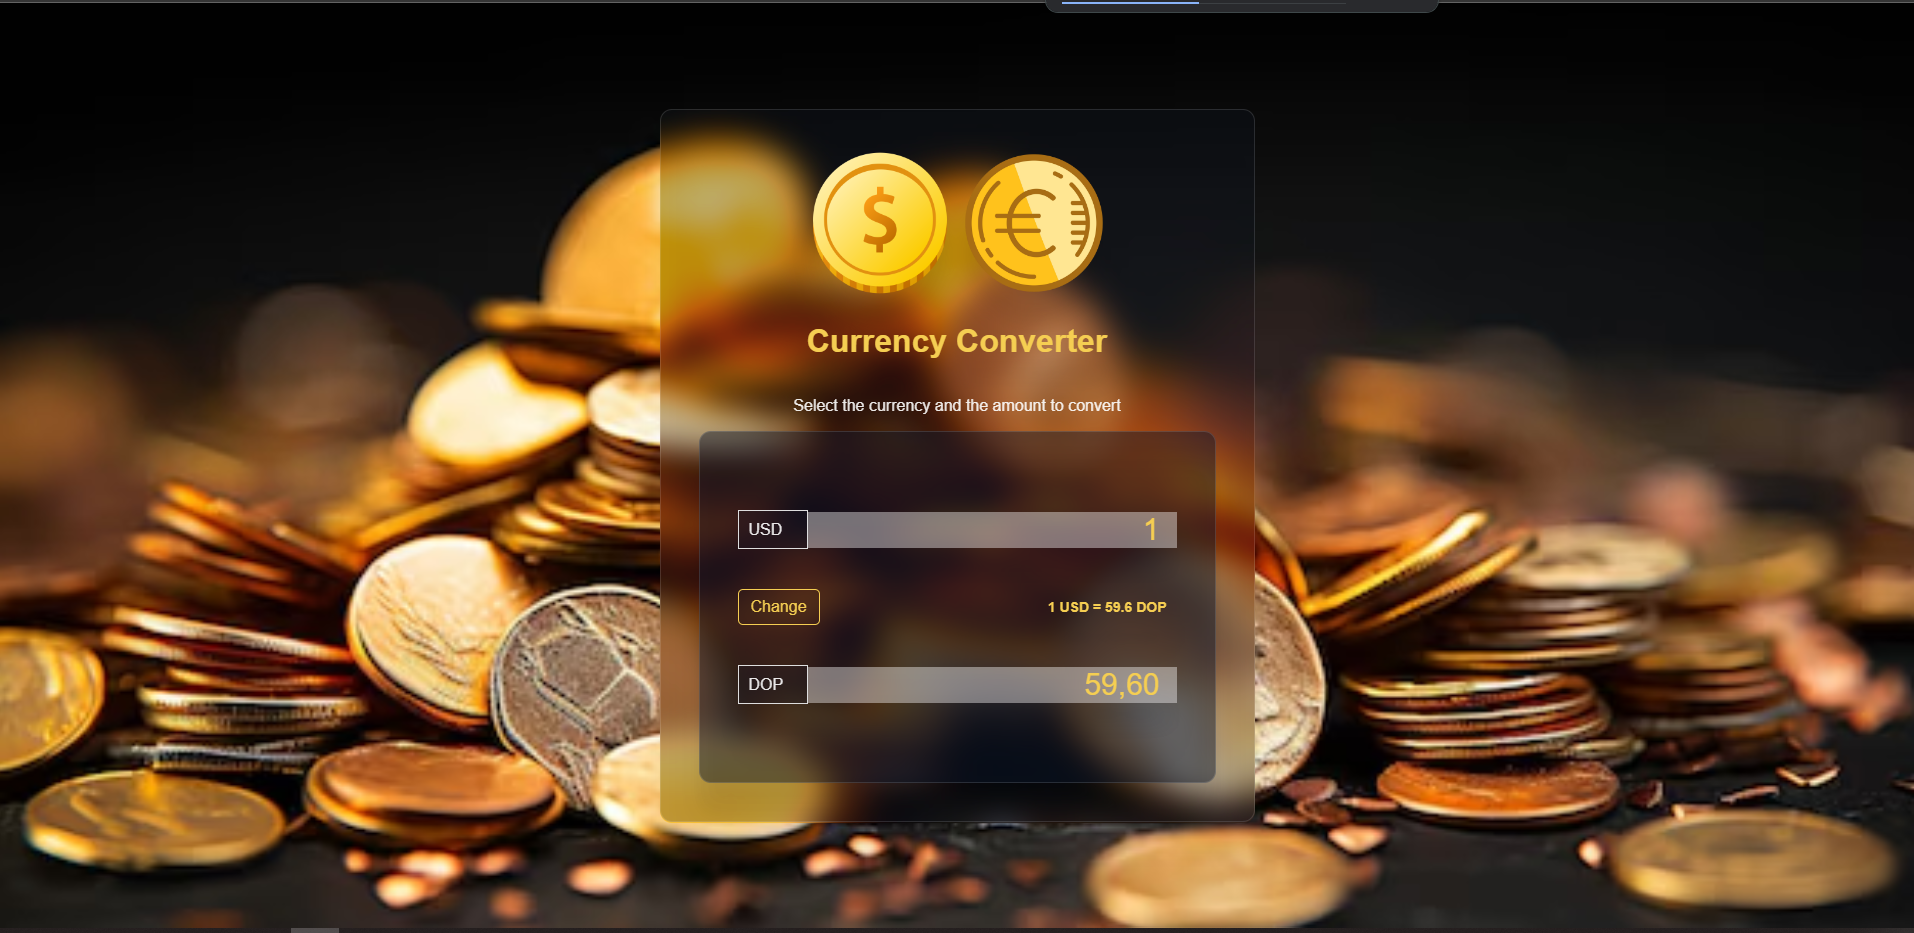 $ €
Currency Converter
Select the currency and the amount to convert
USD 1
Change 1 USD = 59.6 DOP
DOP 59,60